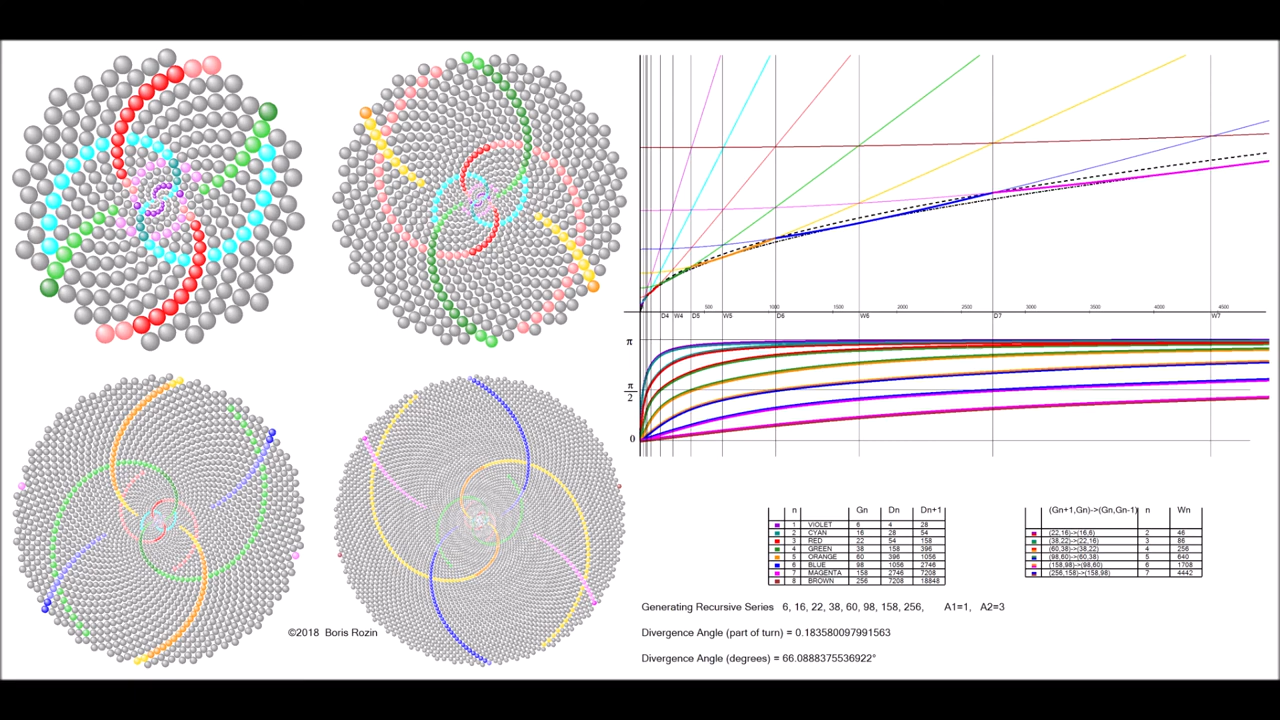 500 1000 1500 2000 2500 3000 3500 4000 4500
D4 W4 D5 W5 D6 W6 D7 W7
π
π
2
0
n Gn Dn Dn+1
1 VIOLET 6 4 28
2 CYAN 16 28 54
3 RED 22 54 158
4 GREEN 38 158 396
5 ORANGE 60 396 1056
6 BLUE 98 1056 2746
7 MAGENTA 158 2746 7208
8 BROWN 256 7208 18848
(Gn+1,Gn)->(Gn,Gn-1) n Wn
(22,16)->(16,6) 2 46
(38,22)->(22,16) 3 86
(60,38)->(38,22) 4 256
(98,60)->(60,38) 5 640
(158,98)->(98,60) 6 1708
(256,158)->(158,98) 7 4442
Generating Recursive Series 6, 16, 22, 38, 60, 98, 158, 256, A1=1, A2=3
©2018 Boris Rozin
Divergence Angle (part of turn) = 0.183580097991563
Divergence Angle (degrees) = 66.0888375536922°